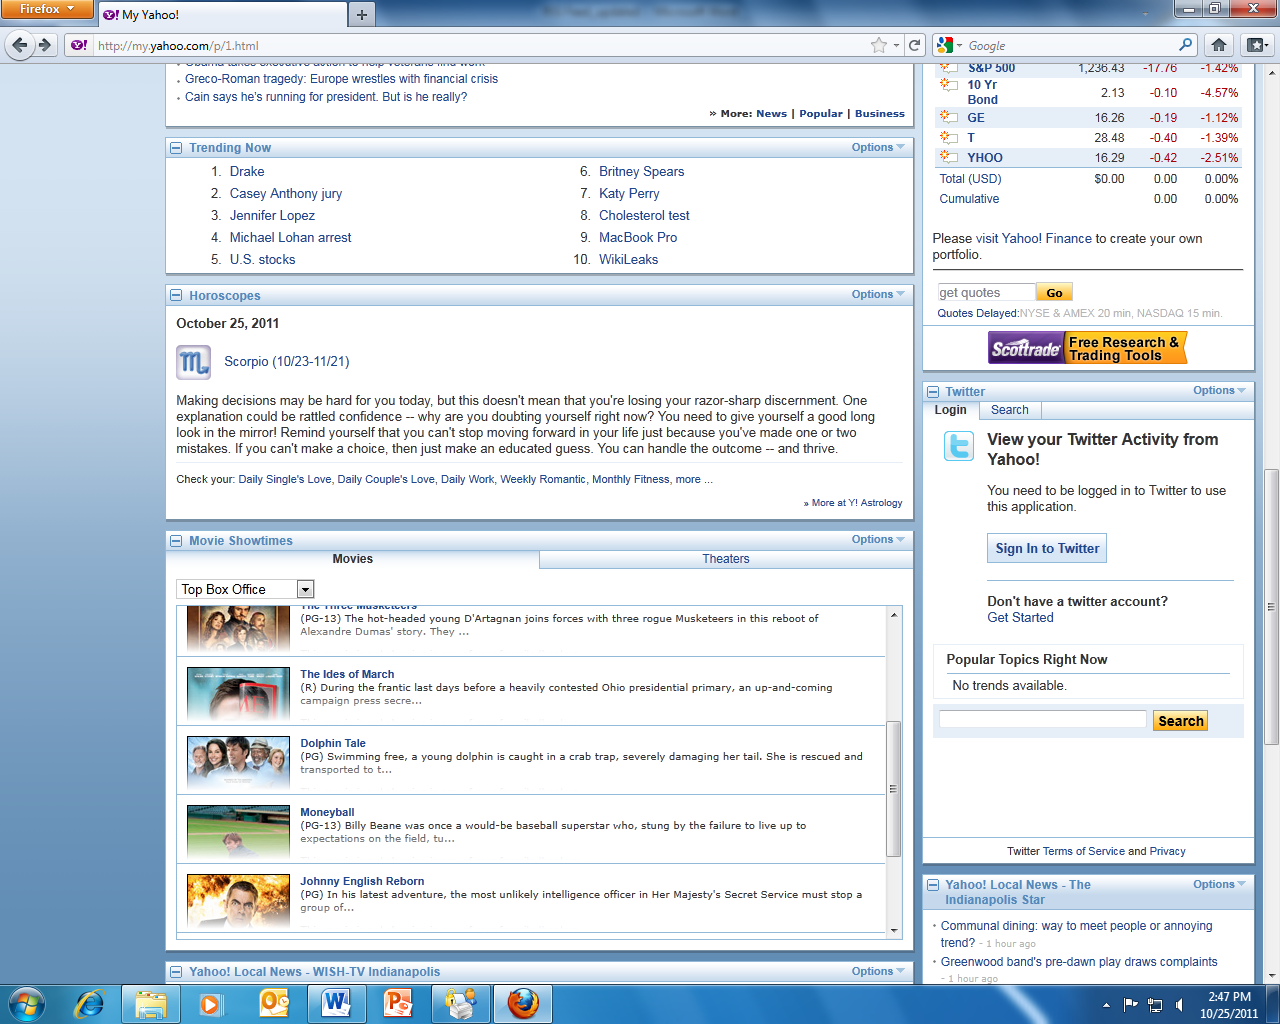 Firefox
My Yahoo!
http://my.yahoo.com/p/1.html
Google
Obama takes executive action to help veterans find work
Greco-Roman tragedy: Europe wrestles with financial crisis
Cain says he's running for president. But is he really?
» More: News | Popular | Business
Trending Now
Options
1. Drake
2. Casey Anthony jury
3. Jennifer Lopez
4. Michael Lohan arrest
5. U.S. stocks
6. Britney Spears
7. Katy Perry
8. Cholesterol test
9. MacBook Pro
10. WikiLeaks
Horoscopes
Options
October 25, 2011
Scorpio (10/23-11/21)
Making decisions may be hard for you today, but this doesn't mean that you're losing your razor-sharp discernment. One
explanation could be rattled confidence -- why are you doubting yourself right now? You need to give yourself a good long
look in the mirror! Remind yourself that you can't stop moving forward in your life just because you've made one or two
mistakes. If you can't make a choice, then just make an educated guess. You can handle the outcome -- and thrive.
Check your: Daily Single's Love, Daily Couple's Love, Daily Work, Weekly Romantic, Monthly Fitness, more ...
» More at Y! Astrology
Movie Showtimes
Options
Movies
Theaters
Top Box Office
The Three Musketeers
(PG-13) The hot-headed young D'Artagnan joins forces with three rogue Musketeers in this reboot of
Alexandre Dumas' story. They ...
The Ides of March
(R) During the frantic last days before a heavily contested Ohio presidential primary, an up-and-coming
campaign press secre...
Dolphin Tale
(PG) Swimming free, a young dolphin is caught in a crab trap, severely damaging her tail. She is rescued and
transported to t...
Moneyball
(PG-13) Billy Beane was once a would-be baseball superstar who, stung by the failure to live up to
expectations on the field, tu...
Johnny English Reborn
(PG) In his latest adventure, the most unlikely intelligence officer in Her Majesty's Secret Service must stop a
group of...
Yahoo! Local News - WISH-TV Indianapolis
Options
S&P 500 1,236.43 -17.76 -1.42%
10 Yr
Bond 2.13 -0.10 -4.57%
GE 16.26 -0.19 -1.12%
T 28.48 -0.40 -1.39%
YHOO 16.29 -0.42 -2.51%
Total (USD) $0.00 0.00 0.00%
Cumulative 0.00 0.00%
Please visit Yahoo! Finance to create your own
portfolio.
get quotes Go
Quotes Delayed:NYSE & AMEX 20 min, NASDAQ 15 min.
Scottrade
Free Research &
Trading Tools
Twitter
Options
Login
Search
View your Twitter Activity from
Yahoo!
You need to be logged in to Twitter to use
this application.
Sign In to Twitter
Don't have a twitter account?
Get Started
Popular Topics Right Now
No trends available.
Search
Twitter Terms of Service and Privacy
Yahoo! Local News - The
Indianapolis Star
Options
Communal dining: way to meet people or annoying
trend? - 1 hour ago
Greenwood band's pre-dawn play draws complaints
- 1 hour ago
2:47 PM
10/25/2011